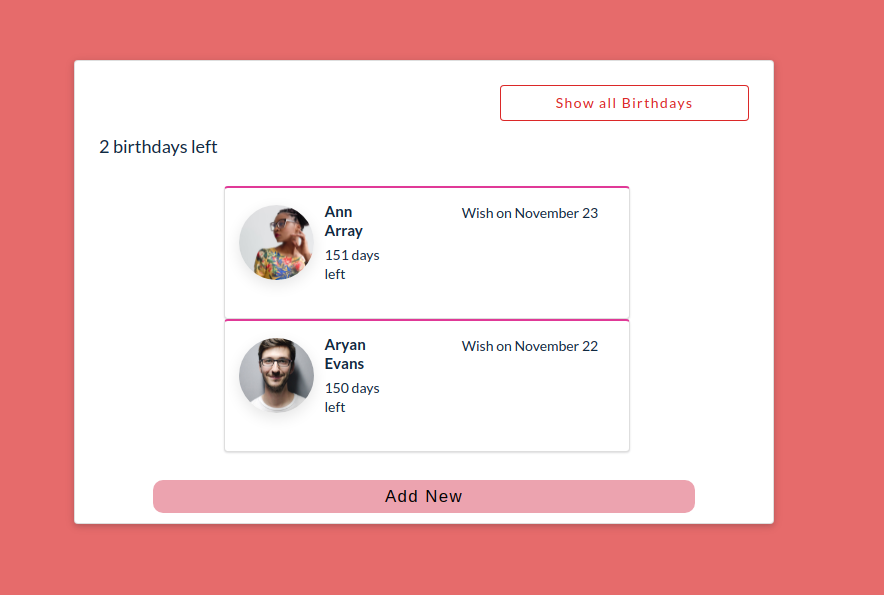 Show all Birthdays
2 birthdays left
Ann
Array
151 days
left
Wish on November 23
Aryan
Evans
150 days
left
Wish on November 22
Add New